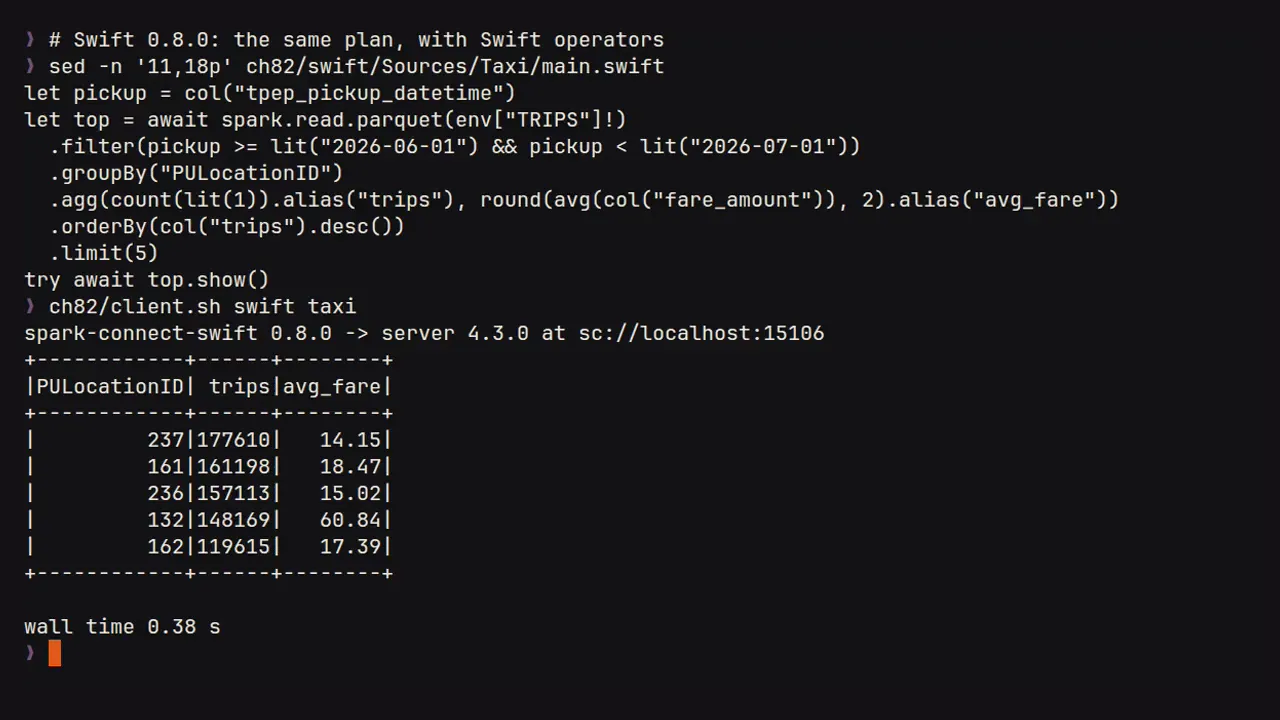 ❯ # Swift 0.8.0: the same plan, with Swift operators
❯ sed -n '11,18p' ch82/swift/Sources/Taxi/main.swift
let pickup = col("tpep_pickup_datetime")
let top = await spark.read.parquet(env["TRIPS"]!)
  .filter(pickup >= lit("2026-06-01") && pickup < lit("2026-07-01"))
  .groupBy("PULocationID")
  .agg(count(lit(1)).alias("trips"), round(avg(col("fare_amount")), 2).alias("avg_fare"))
  .orderBy(col("trips").desc())
  .limit(5)
try await top.show()
❯ ch82/client.sh swift taxi
spark-connect-swift 0.8.0 -> server 4.3.0 at sc://localhost:15106
+------------+------+--------+
|PULocationID| trips|avg_fare|
+------------+------+--------+
|         237|177610|   14.15|
|         161|161198|   18.47|
|         236|157113|   15.02|
|         132|148169|   60.84|
|         162|119615|   17.39|
+------------+------+--------+

wall time 0.38 s
❯